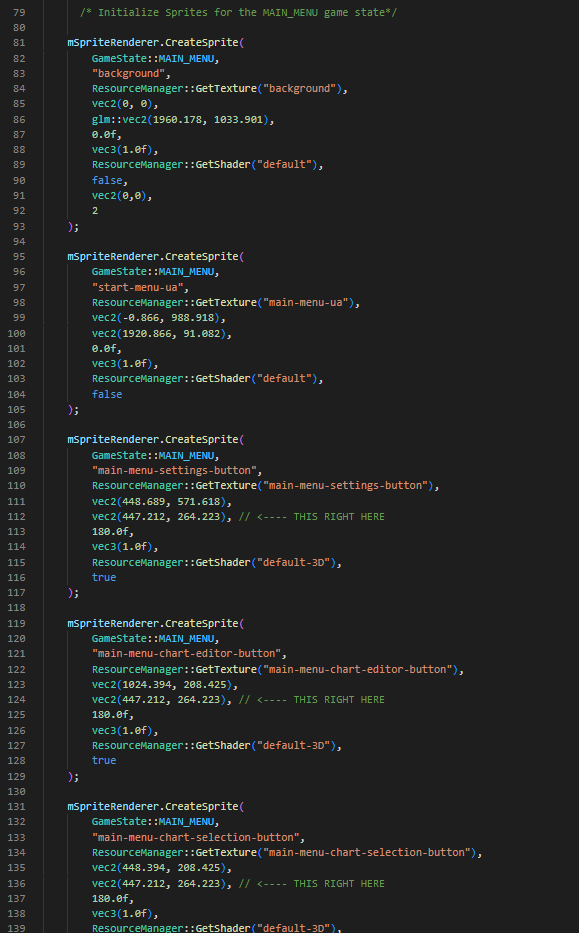 79 /* Initialize Sprites for the MAIN_MENU game state*/
80
81 mSpriteRenderer.CreateSprite(
82 GameState::MAIN_MENU,
83 "background",
84 ResourceManager::GetTexture("background"),
85 vec2(0, 0),
86 glm::vec2(1960.178, 1033.901),
87 0.0f,
88 vec3(1.0f),
89 ResourceManager::GetShader("default"),
90 false,
91 vec2(0,0),
92 2
93 );
94
95 mSpriteRenderer.CreateSprite(
96 GameState::MAIN_MENU,
97 "start-menu-ua",
98 ResourceManager::GetTexture("main-menu-ua"),
99 vec2(-0.866, 988.918),
100 vec2(1920.866, 91.082),
101 0.0f,
102 vec3(1.0f),
103 ResourceManager::GetShader("default"),
104 false
105 );
106
107 mSpriteRenderer.CreateSprite(
108 GameState::MAIN_MENU,
109 "main-menu-settings-button",
110 ResourceManager::GetTexture("main-menu-settings-button"),
111 vec2(448.689, 571.618),
112 vec2(447.212, 264.223), // <---- THIS RIGHT HERE
113 180.0f,
114 vec3(1.0f),
115 ResourceManager::GetShader("default-3D"),
116 true
117 );
118
119 mSpriteRenderer.CreateSprite(
120 GameState::MAIN_MENU,
121 "main-menu-chart-editor-button",
122 ResourceManager::GetTexture("main-menu-chart-editor-button"),
123 vec2(1024.394, 208.425),
124 vec2(447.212, 264.223), // <---- THIS RIGHT HERE
125 180.0f,
126 vec3(1.0f),
127 ResourceManager::GetShader("default-3D"),
128 true
129 );
130
131 mSpriteRenderer.CreateSprite(
132 GameState::MAIN_MENU,
133 "main-menu-chart-selection-button",
134 ResourceManager::GetTexture("main-menu-chart-selection-button"),
135 vec2(448.394, 208.425),
136 vec2(447.212, 264.223), // <---- THIS RIGHT HERE
137 180.0f,
138 vec3(1.0f),
139 ResourceManager::GetShader("default-3D"),